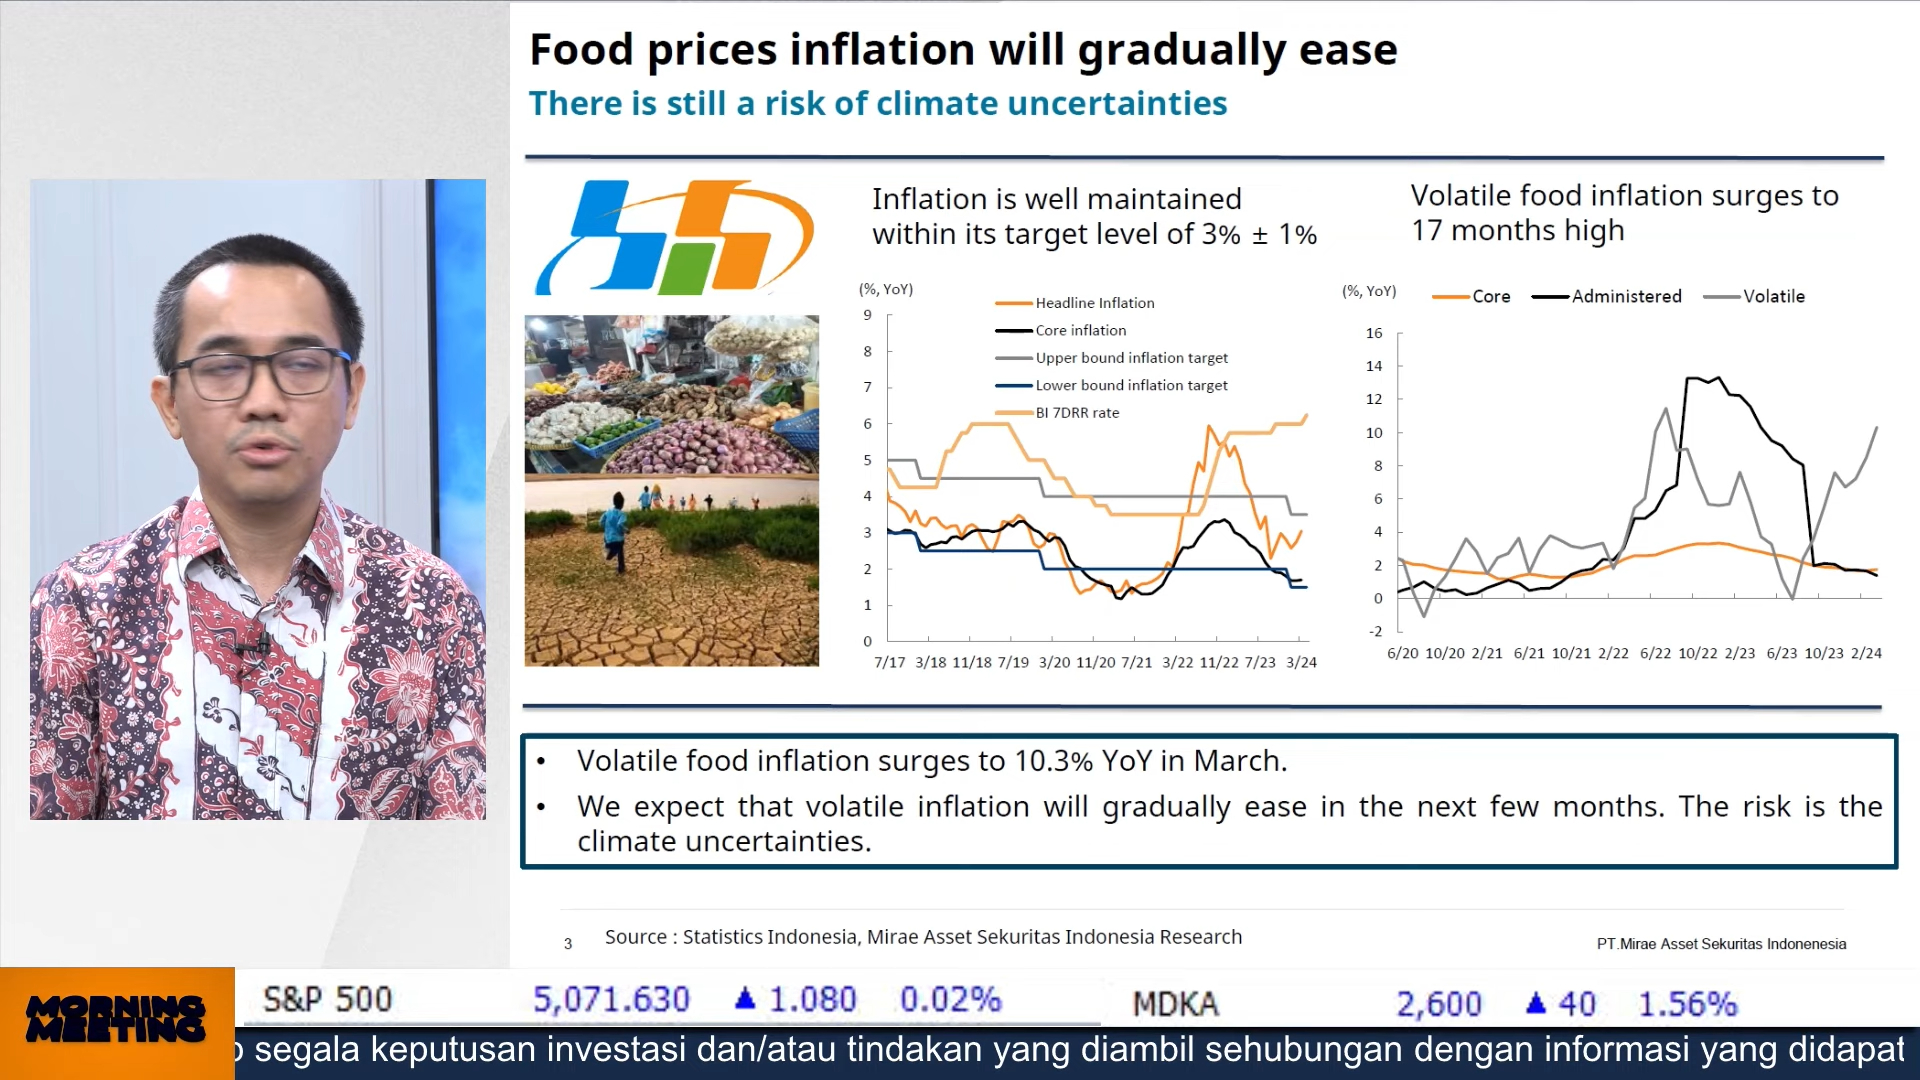 Food prices inflation will gradually ease
There is still a risk of climate uncertainties
Inflation is well maintained
within its target level of 3% ± 1%
(%, YoY)
Headline Inflation
Core inflation
Upper bound inflation target
Lower bound inflation target
BI 7DRR rate
9
8
7
6
5
4
3
2
1
0
7/17 3/18 11/18 7/19 3/20 11/20 7/21 3/22 11/22 7/23 3/24
Volatile food inflation surges to
17 months high
(%, YoY)
Core Administered Volatile
16
14
12
10
8
6
4
2
0
-2
6/20 10/20 2/21 6/21 10/21 2/22 6/22 10/22 2/23 6/23 10/23 2/24
• Volatile food inflation surges to 10.3% YoY in March.
• We expect that volatile inflation will gradually ease in the next few months. The risk is the
climate uncertainties.
3 Source : Statistics Indonesia, Mirae Asset Sekuritas Indonesia Research
PT.Mirae Asset Sekuritas Indonenesia
MORNING
MEETING
S&P 500 5,071.630 ▲ 1.080 0.02% MDKA 2,600 ▲ 40 1.56%
segala keputusan investasi dan/atau tindakan yang diambil sehubungan dengan informasi yang didapat